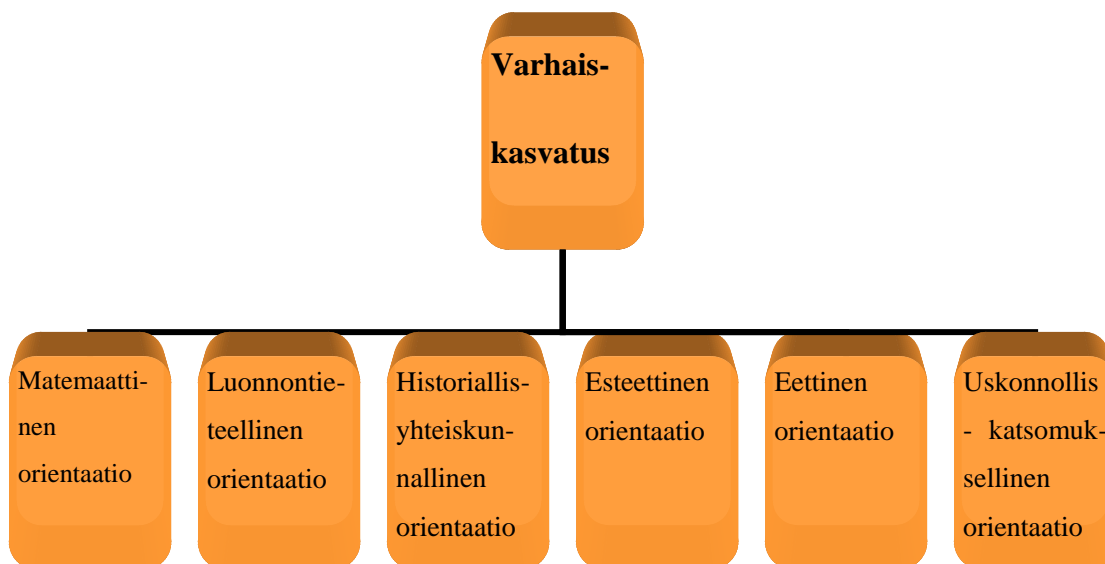 Varhais-
kasvatus
Matemaatti-
nen
orientaatio
Luonnontie-
teellinen
orientaatio
Historiallis-
yhteiskun-
nallinen
orientaatio
Esteettinen
orientaatio
Eettinen
orientaatio
Uskonnollis
- katsomuk-
sellinen
orientaatio